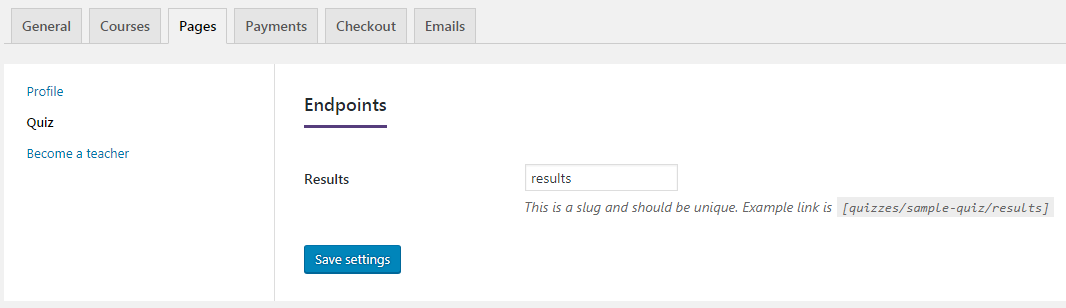 General Courses Pages Payments Checkout Emails
Profile
Quiz
Become a teacher
Endpoints
Results results
This is a slug and should be unique. Example link is [quizzes/sample-quiz/results]
Save settings